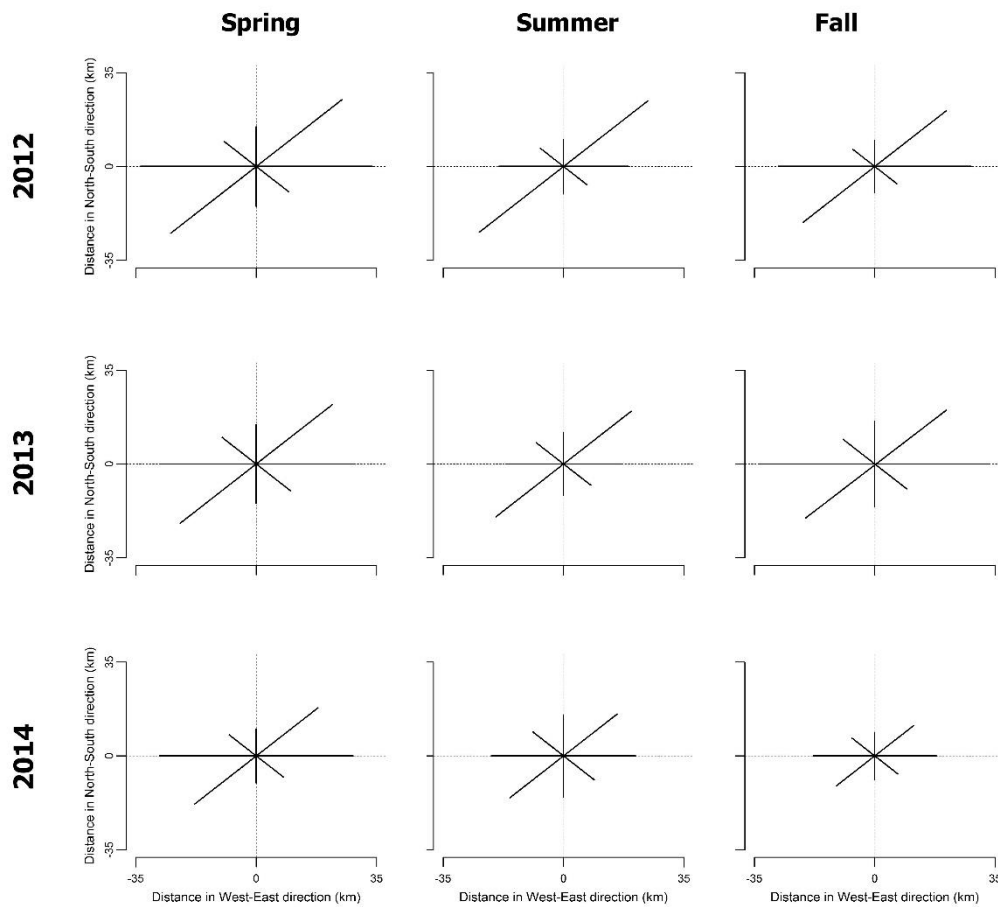 Spring Summer Fall
2012
Distance in North-South direction (km)
35
0
-35
2013
Distance in North-South direction (km)
35
0
-35
2014
Distance in North-South direction (km)
35
0
-35
-35 0 35 -35 0 35 -35 0 35
Distance in West-East direction (km) Distance in West-East direction (km) Distance in West-East direction (km)